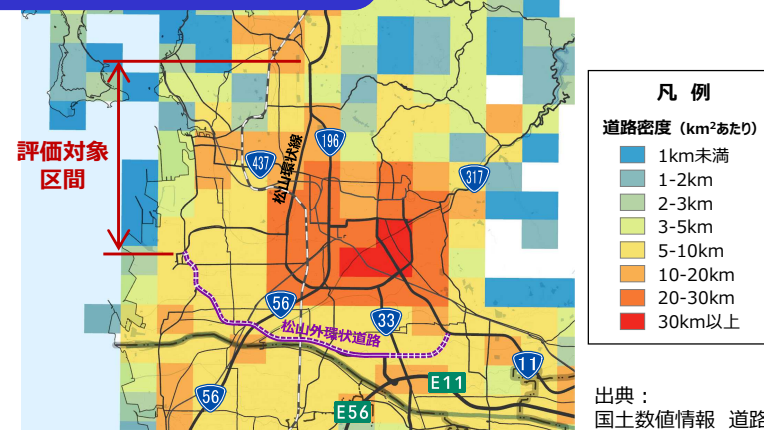 評価対象
区間
437
196
松山環状線
317
56
松山外環状道路
33
56
E56
E11
11
凡 例
道路密度（km²あたり）
1km未満
1-2km
2-3km
3-5km
5-10km
10-20km
20-30km
30km以上
出典：
国土数値情報 道路